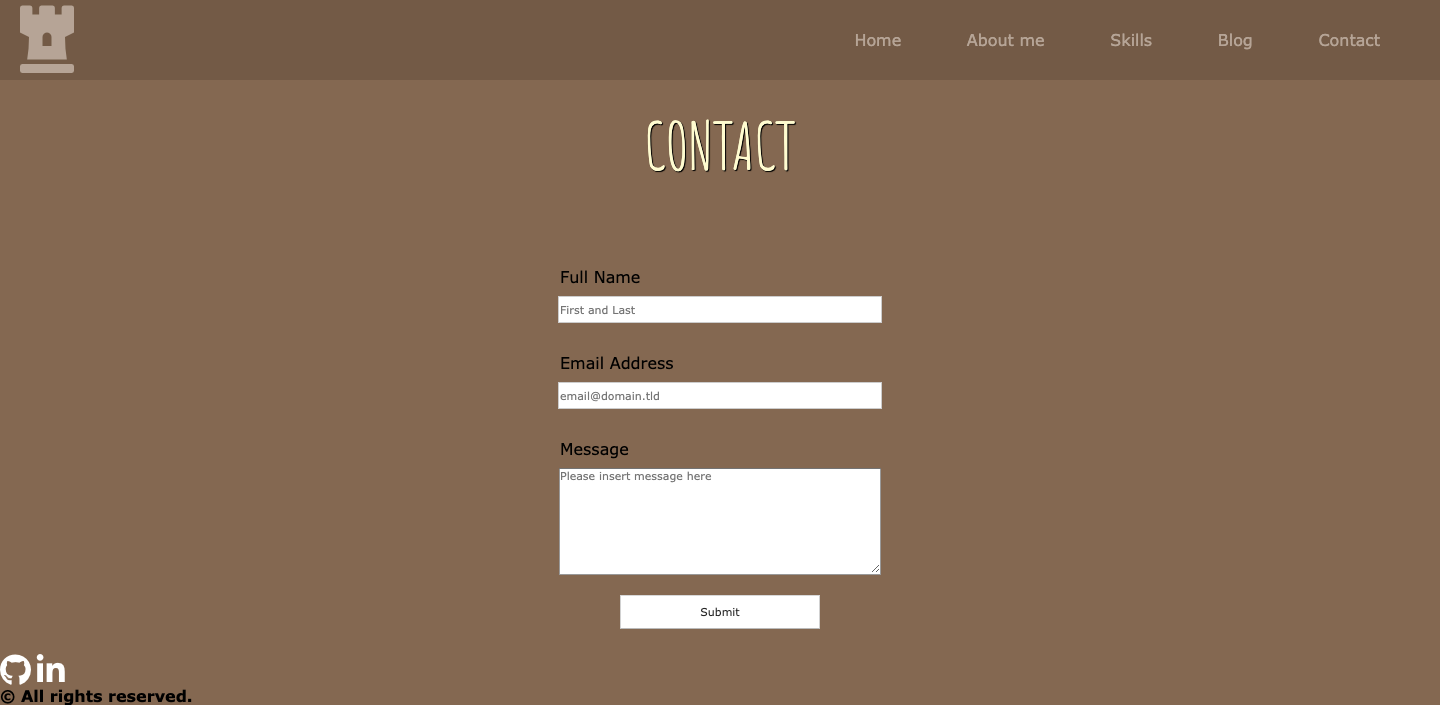 Home About me Skills Blog Contact
CONTACT
Full Name
First and Last
Email Address
email@domain.tld
Message
Please insert message here
Submit
in
© All rights reserved.